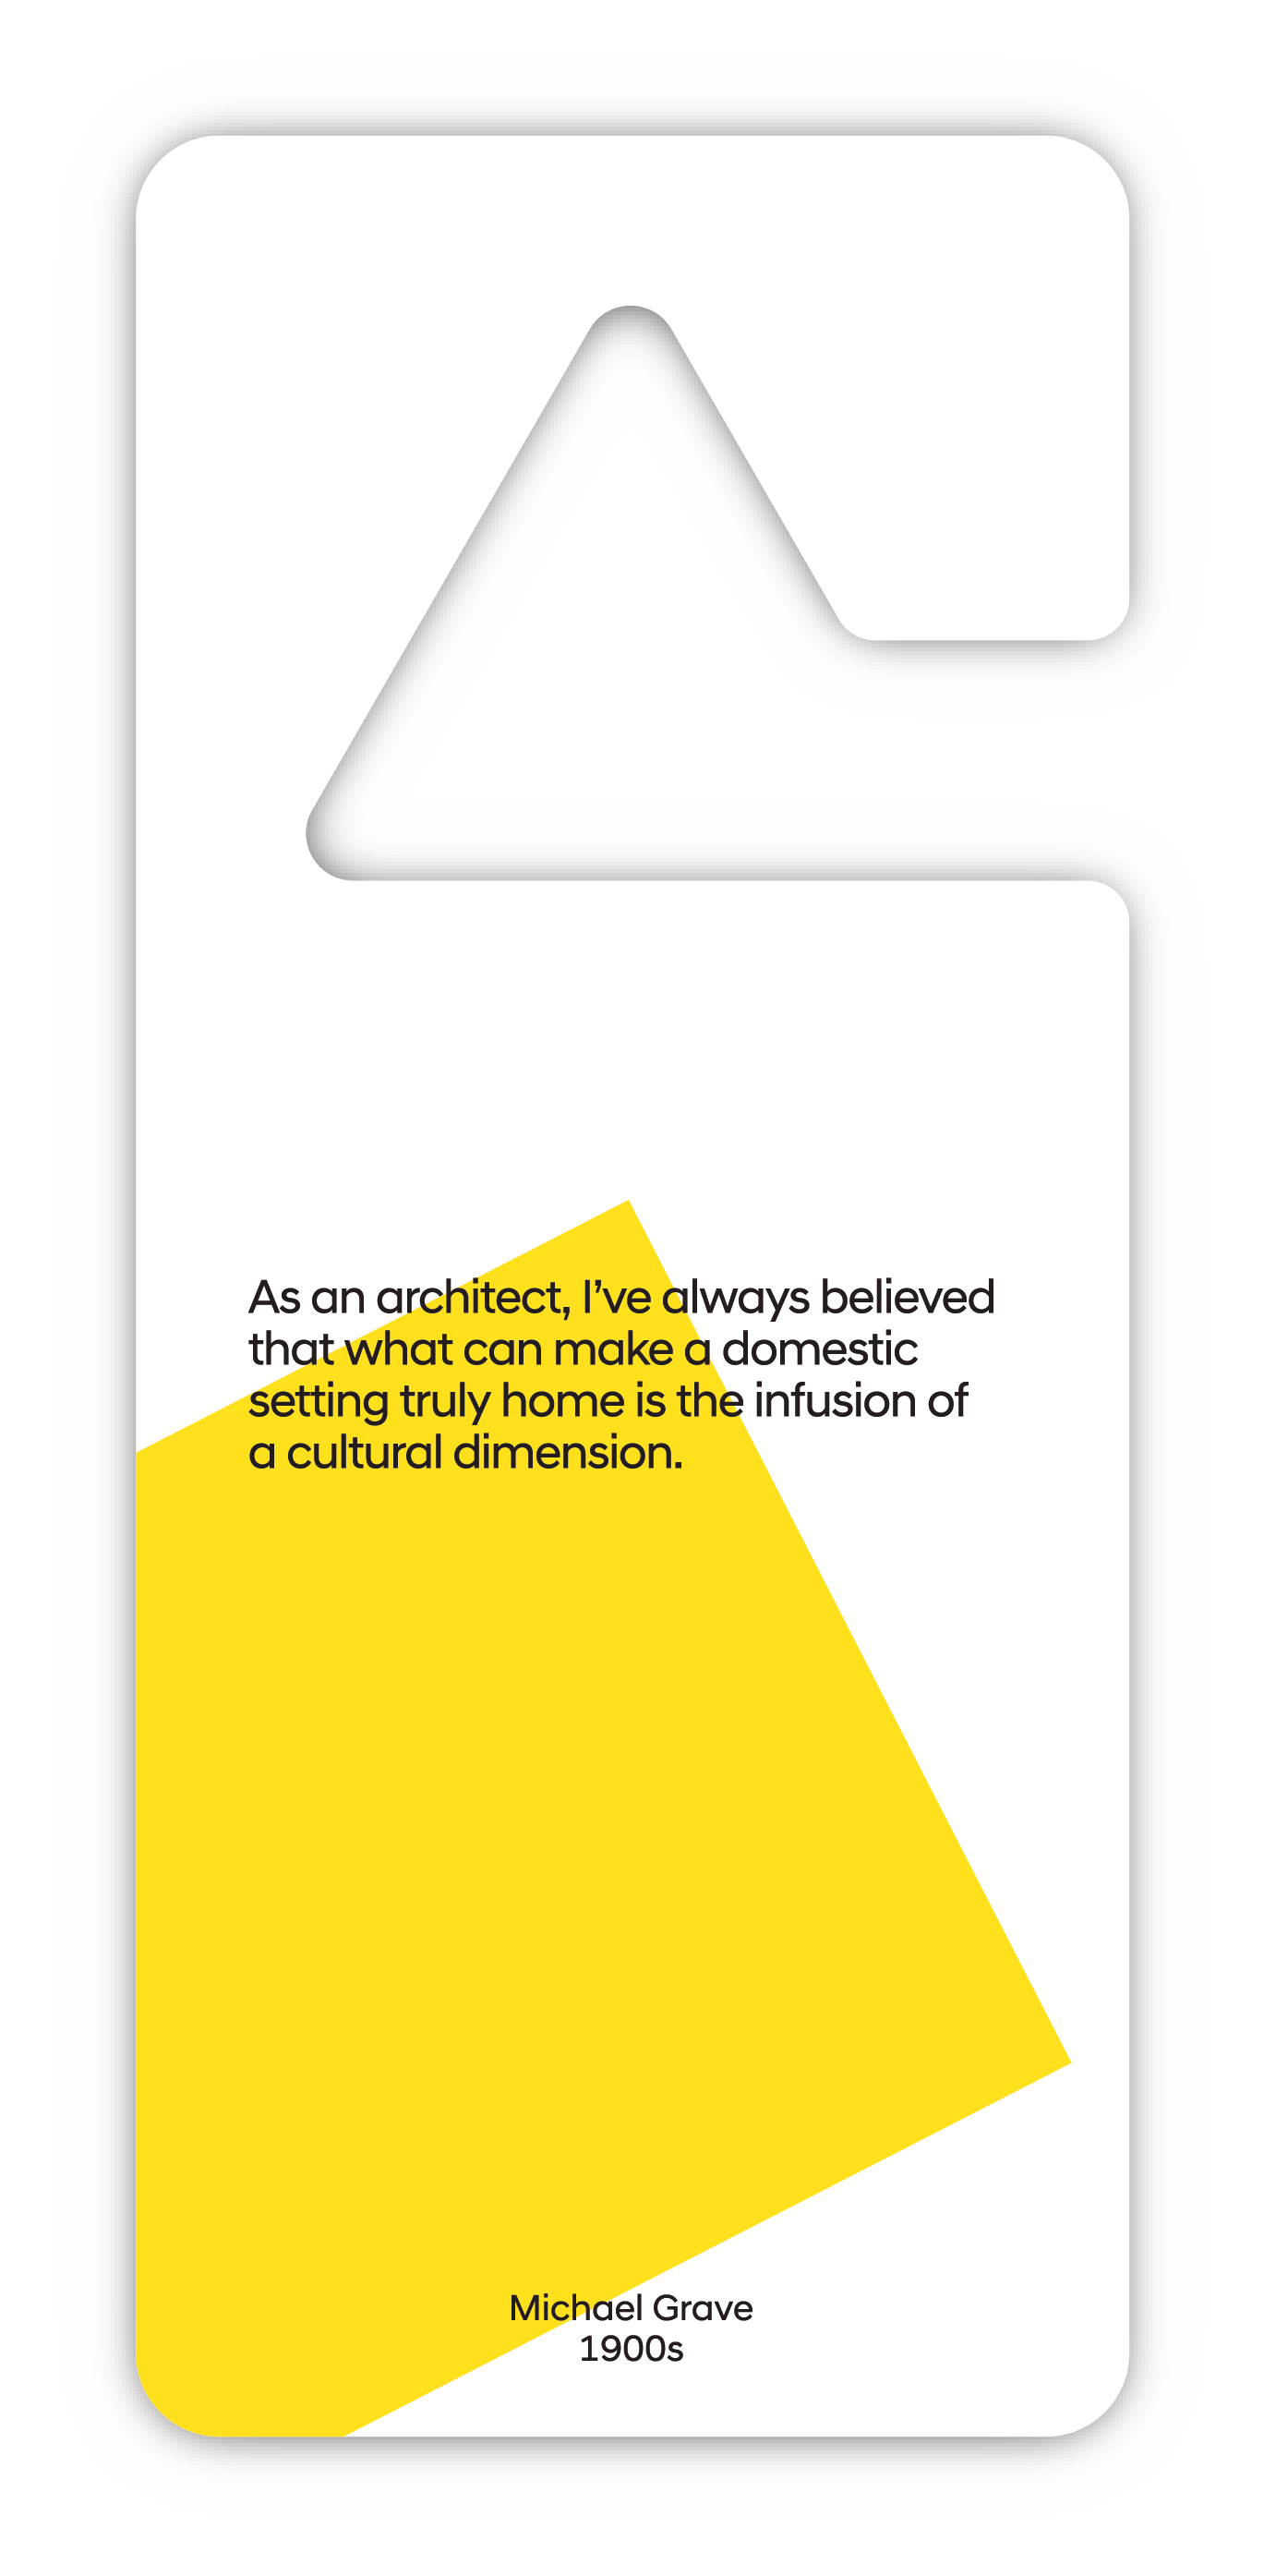 As an architect, I’ve always believed
that what can make a domestic
setting truly home is the infusion of
a cultural dimension.
Michael Grave
1900s